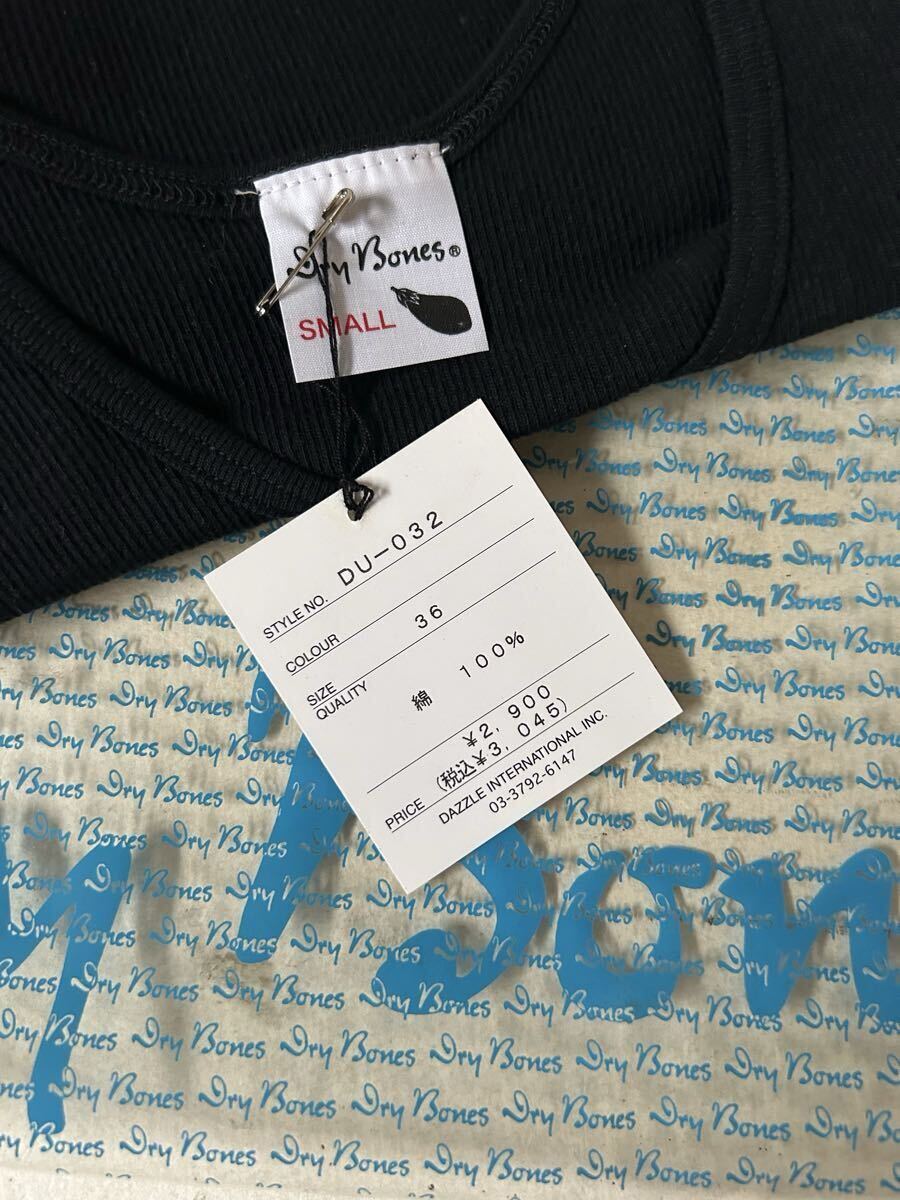 Dry Bones®
SMALL
STYLE NO. DU-032
COLOUR
SIZE 36
QUALITY 綿 100%
¥2,900
PRICE (税込¥3,045)
DAZZLE INTERNATIONAL INC.
03-3792-6147
Dry Bones Dry Bones Dry Bones